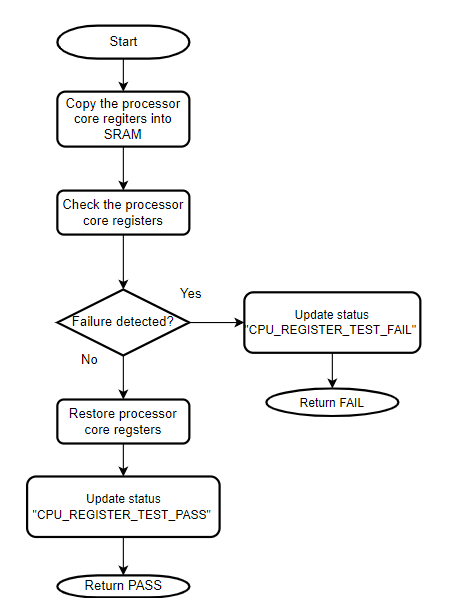 Start
Copy the processor
core regiters into
SRAM
Check the processor
core registers
Yes
Failure detected?
Update status
"CPU_REGISTER_TEST_FAIL"
No
Return FAIL
Restore processor
core regsters
Update status
"CPU_REGISTER_TEST_PASS"
Return PASS